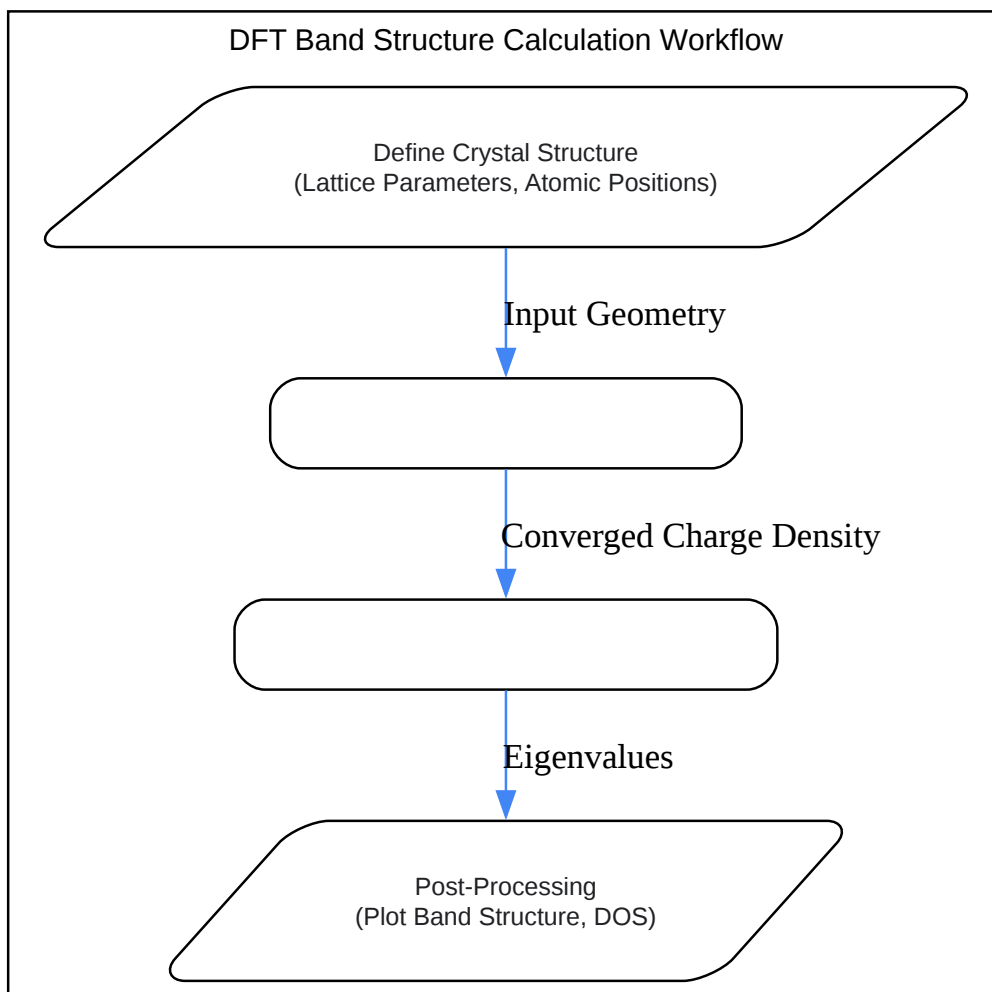 DFT Band Structure Calculation Workflow
Define Crystal Structure
(Lattice Parameters, Atomic Positions)
Input Geometry
Converged Charge Density
Eigenvalues
Post-Processing
(Plot Band Structure, DOS)